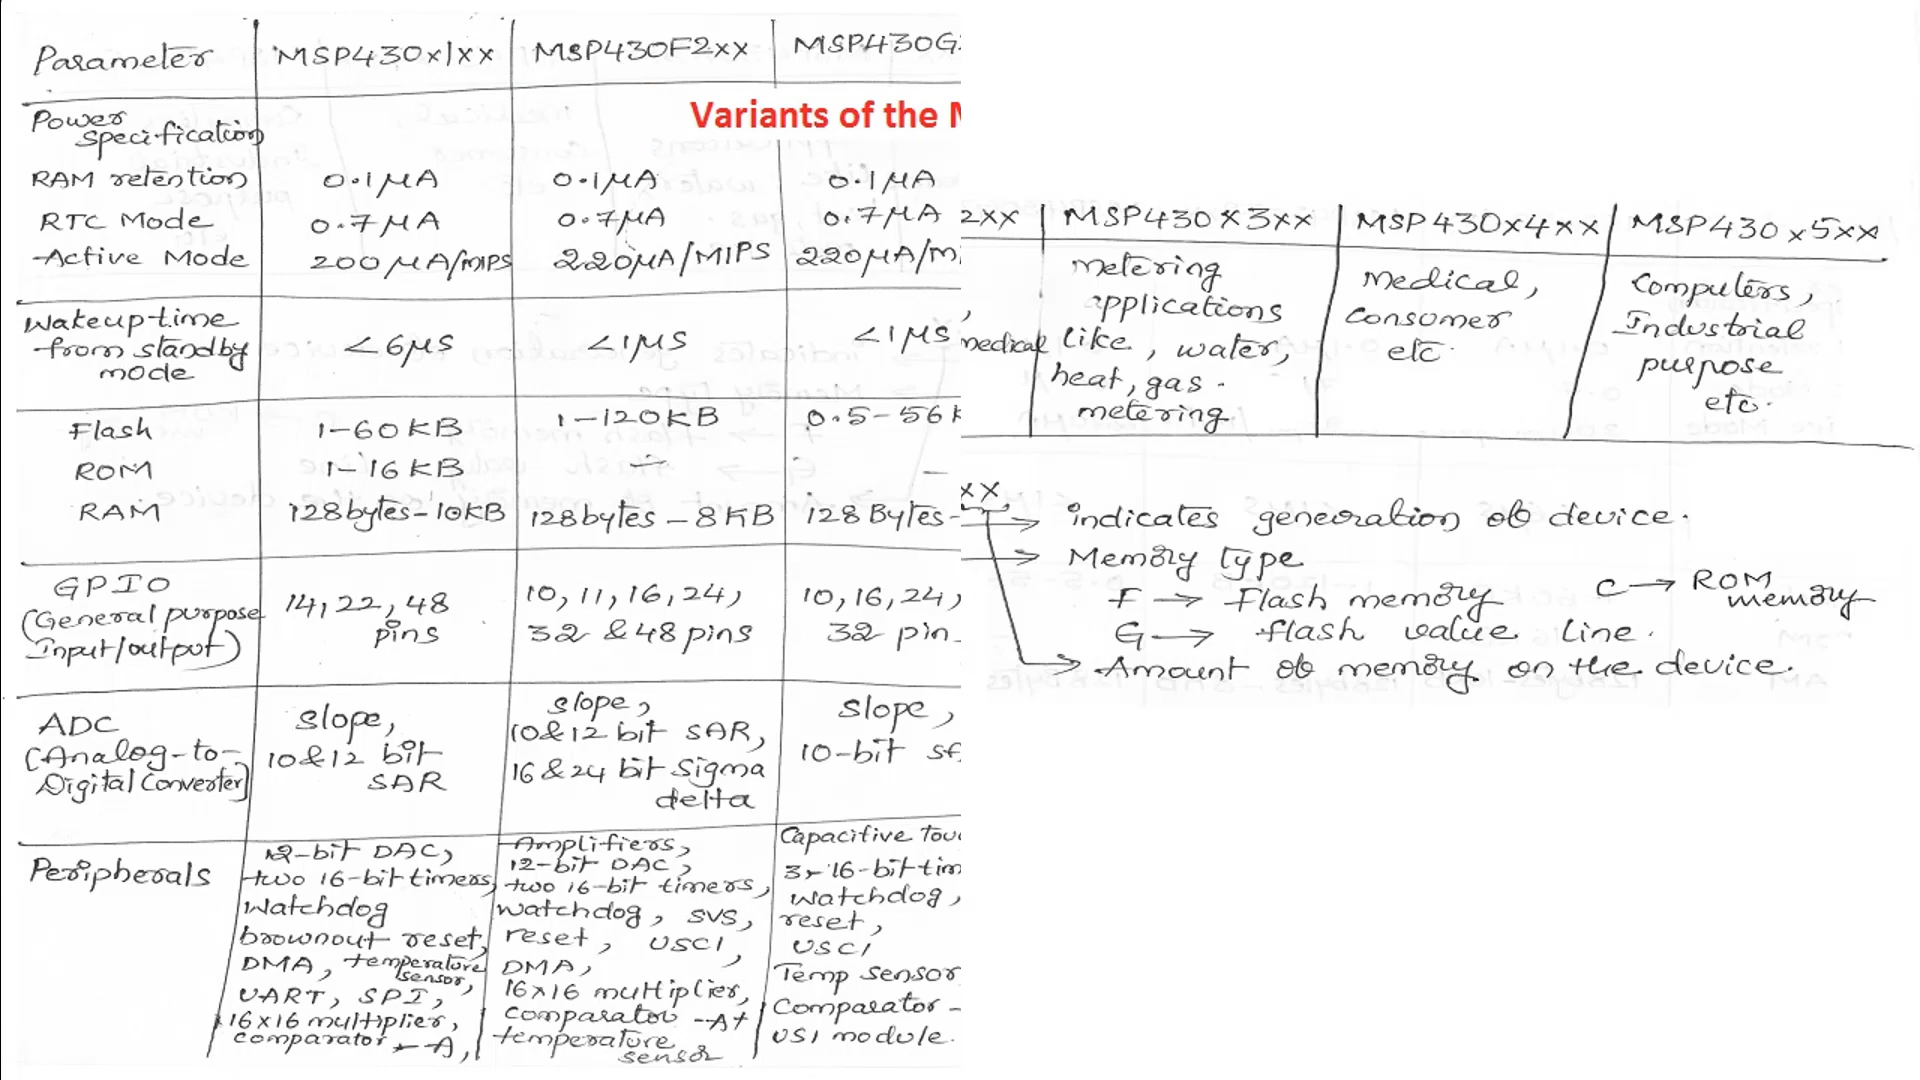 Parameter MSP430x1xx MSP430F2xx MSP430G
Variants of the M
Power
specification
RAM retention 0.1μA 0.1μA 0.1μA
RTC Mode 0.7μA 0.7μA 0.7μA
Active Mode 200μA/MIPS 220μA/MIPS 220μA/M
Wakeup time
from standby
mode
<6μs <1μs <1μs
Flash 1-60KB 1-120KB 0.5-56K
ROM 1-16KB — —
RAM 128bytes-10KB 128bytes-8KB 128Bytes-
GPIO
(General purpose
Input/output)
14,22,48
pins
10,11,16,24,
32 & 48 pins
10,16,24,
32 pin
ADC
(Analog-to-
Digital Converter)
slope,
10&12 bit
SAR
slope,
10&12 bit SAR,
16&24 bit Sigma
delta
slope,
10-bit SA
Peripherals
12-bit DAC,
two 16-bit timers,
Watchdog
brownout reset,
DMA, temperature
sensor,
UART, SPI,
16x16 multiplier,
comparator-A,
Amplifiers,
12-bit DAC,
two 16-bit timers,
watchdog, SVS,
reset, USCI,
DMA,
16x16 multiplier,
comparator-A+
temperature
sensor
Capacitive tou
3-16-bit tim
watchdog,
reset,
USCI
Temp sensor
Comparator-
USI module.
2xx MSP430x3xx MSP430x4xx MSP430x5xx
,
medical
metering
applications
like, water,
heat, gas.
metering.
Medical,
consumer
etc.
Computers,
Industrial
purpose
etc.
xx
→ indicates generation of device.
→ Memory type
F → Flash memory C → ROM
memory
G → flash value line.
→ Amount of memory on the device.